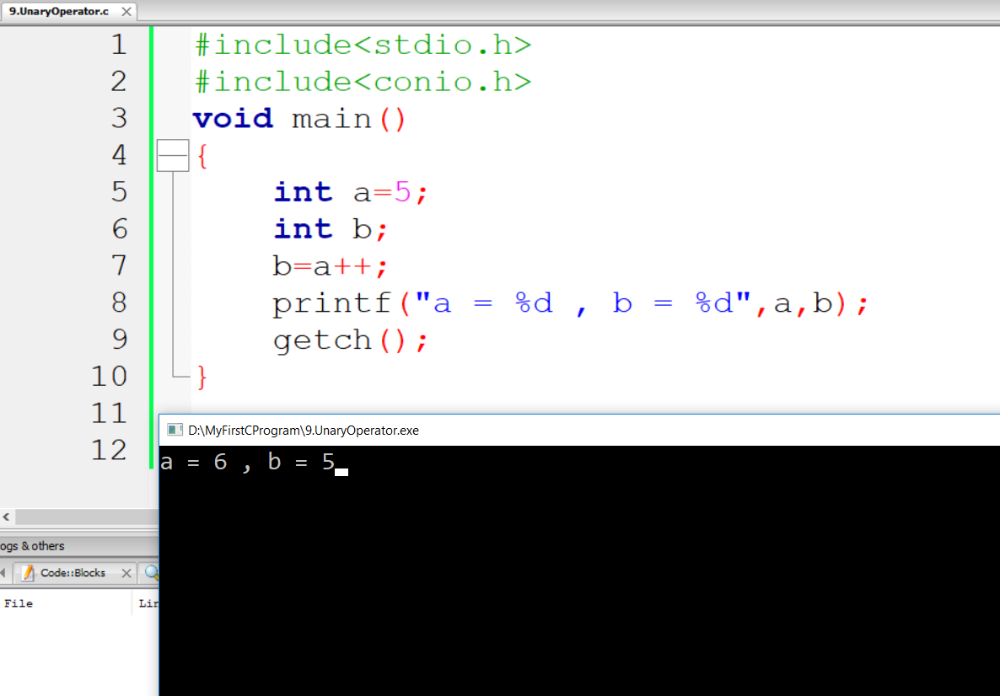 9.UnaryOperator.c
1 #include<stdio.h>
2 #include<conio.h>
3 void main()
4 {
5 int a=5;
6 int b;
7 b=a++;
8 printf("a = %d , b = %d",a,b);
9 getch();
10 }
11
12
D:\MyFirstCProgram\9.UnaryOperator.exe
a = 6 , b = 5
ogs & others
Code::Blocks
File Lin